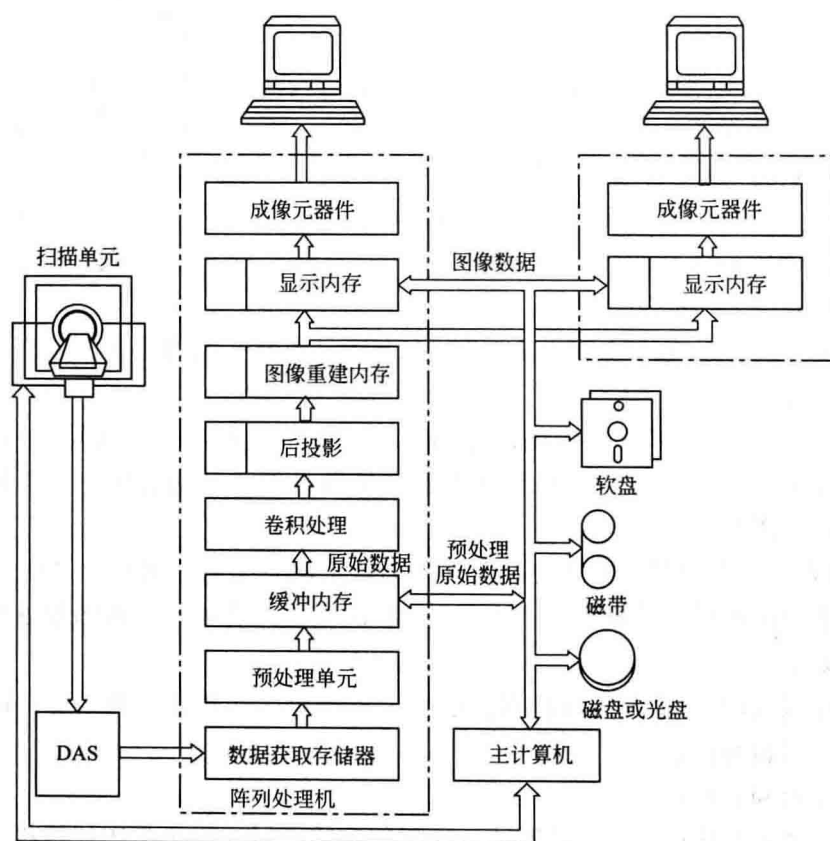 成像元器件
成像元器件
扫描单元
显示内存
图像数据
显示内存
图像重建内存
后投影
软盘
卷积处理
原始数据
预处理
原始数据
缓冲内存
磁带
预处理单元
磁盘或光盘
DAS
数据获取存储器
主计算机
阵列处理机